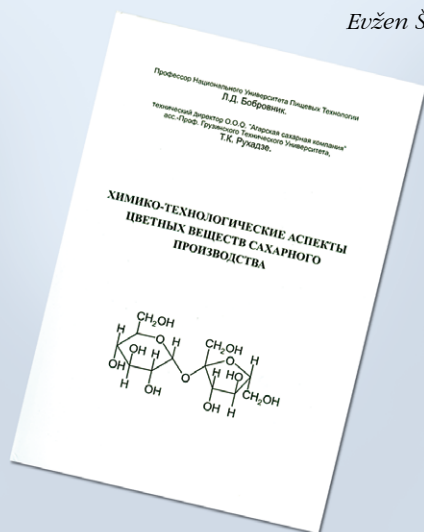 Evžen Š
Профессор Национального Университета Пищевых Технологии
Л.Д. Бобровник.
технический директор О.О.О. "Агарская сахарная компания"
асс.-Проф. Грузинского Технического Университета,
Т.К. Рухадзе.
ХИМИКО-ТЕХНОЛОГИЧЕСКИЕ АСПЕКТЫ
ЦВЕТНЫХ ВЕЩЕСТВ САХАРНОГО
ПРОИЗВОДСТВА
CH₂OH
H O H CH₂OH
OH H O H
OH H HO CH₂OH
H OH O
OH H